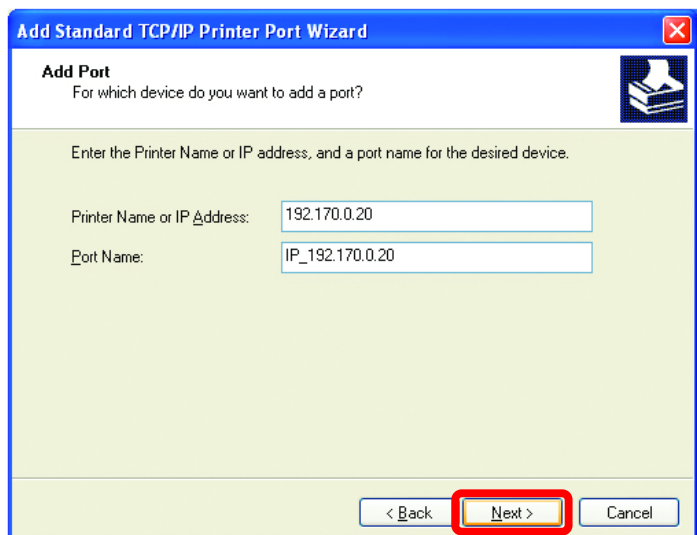 Add Standard TCP/IP Printer Port Wizard
Add Port
For which device do you want to add a port?
Enter the Printer Name or IP address, and a port name for the desired device.
Printer Name or IP Address: 192.170.0.20
Port Name: IP_192.170.0.20
< Back Next > Cancel